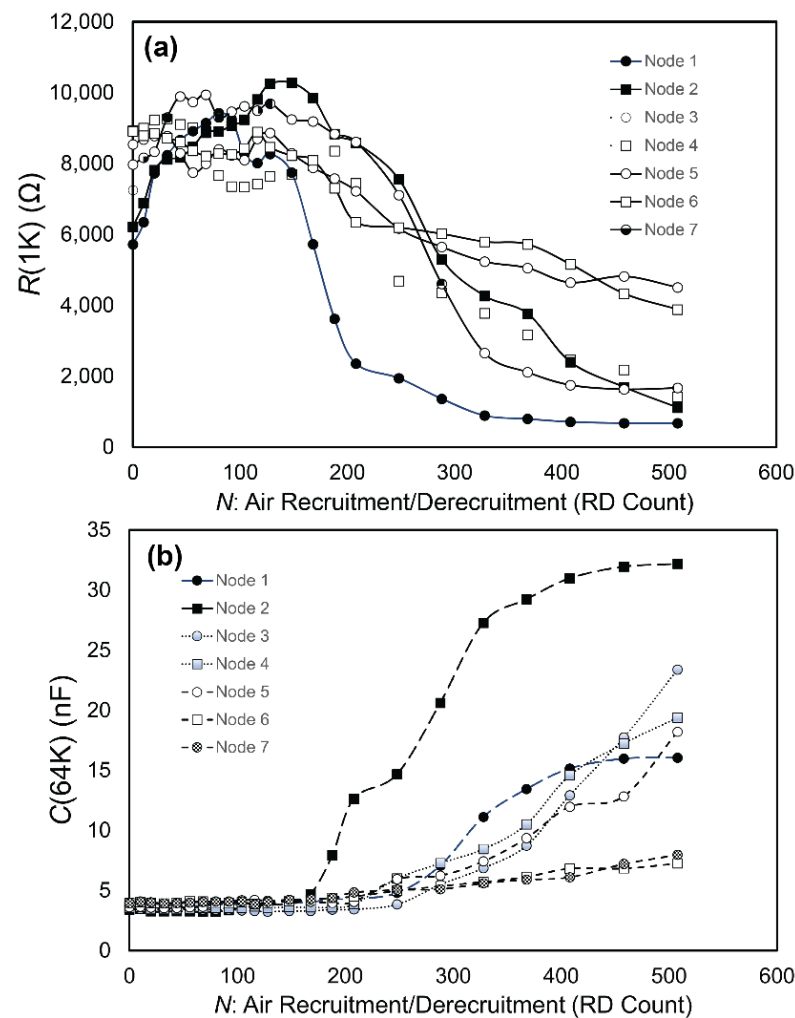 12,000
(a)
10,000
8,000
6,000
4,000
2,000
0
R(1K) (Ω)
Node 1
Node 2
Node 3
Node 4
Node 5
Node 6
Node 7
0 100 200 300 400 500 600
N: Air Recruitment/Derecruitment (RD Count)
35
(b)
30
25
20
15
10
5
0
C(64K) (nF)
Node 1
Node 2
Node 3
Node 4
Node 5
Node 6
Node 7
0 100 200 300 400 500 600
N: Air Recruitment/Derecruitment (RD Count)